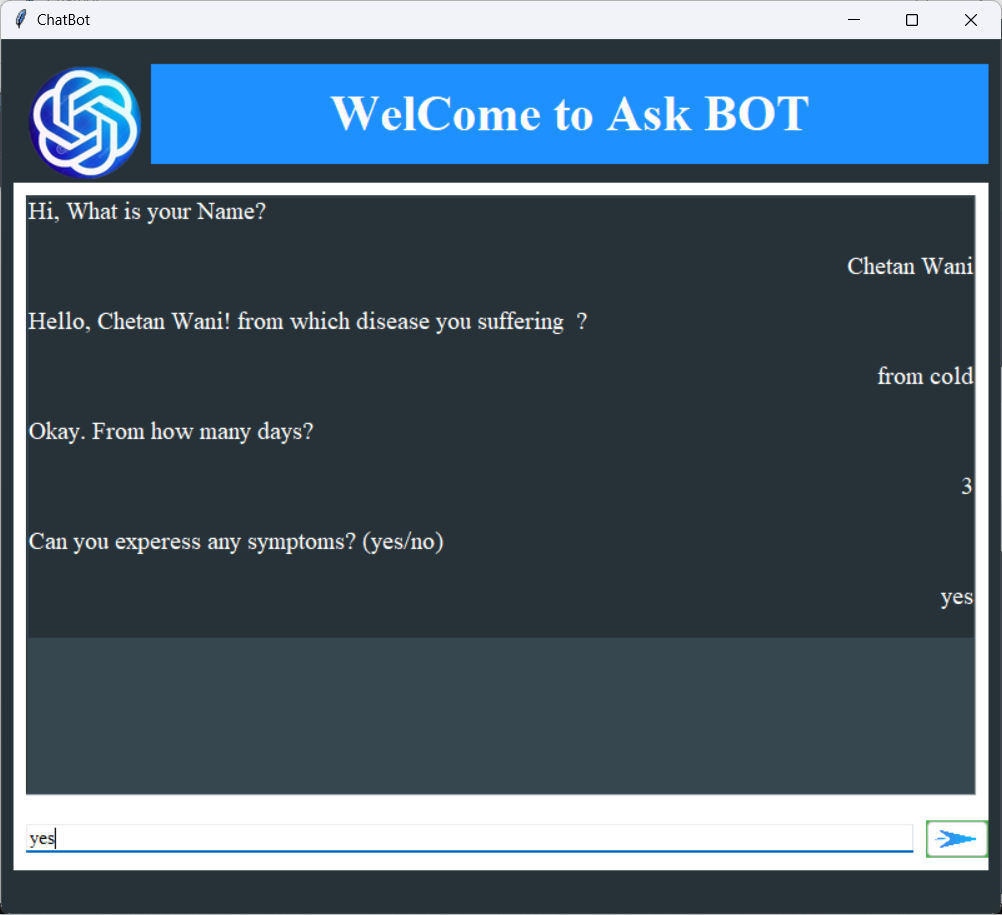 ChatBot
WelCome to Ask BOT
Hi, What is your Name?
Chetan Wani
Hello, Chetan Wani! from which disease you suffering  ?
from cold
Okay. From how many days?
3
Can you experess any symptoms? (yes/no)
yes
yes